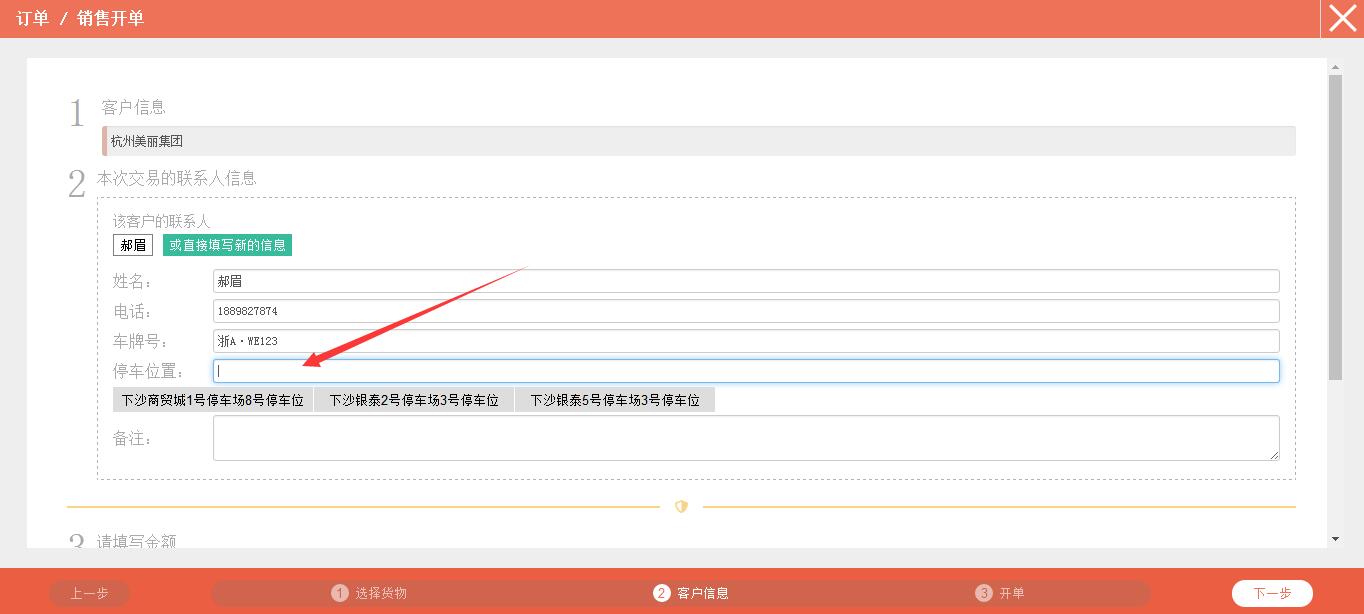 订单 / 销售开单
1 客户信息
杭州美丽集团
2 本次交易的联系人信息
该客户的联系人
郝眉 或直接填写新的信息
姓名: 郝眉
电话: 1889827874
车牌号: 浙A·WE123
停车位置:
下沙商贸城1号停车场8号停车位 下沙银泰2号停车场3号停车位 下沙银泰5号停车场3号停车位
备注:
3 请填写金额
上一步 1 选择货物 2 客户信息 3 开单 下一步